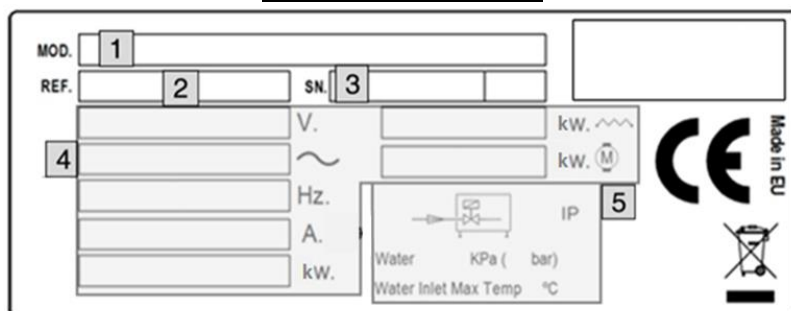 MOD. 1
REF. 2 SN. 3
V. kw.
4 kw. M
Hz.
IP 5
A.
Water KPa ( bar)
kw.
Water Inlet Max Temp ºC
CE
Made in EU